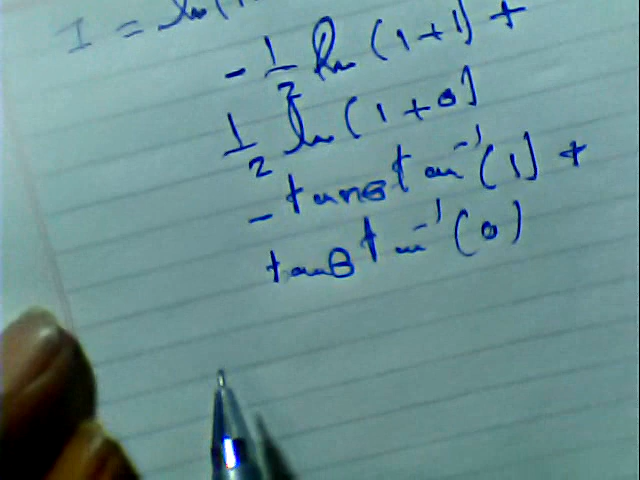 I = ln(1
- 1/2 ln (1+1) +
1/2 ln (1+0)
- tanθ tan⁻¹(1) +
tanθ tan⁻¹(0)